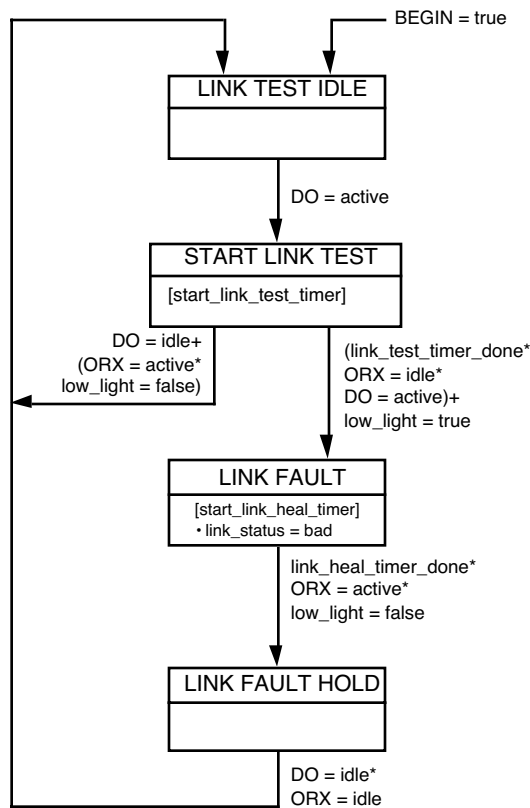 BEGIN = true
LINK TEST IDLE
DO = active
START LINK TEST
[start_link_test_timer]
DO = idle+
(ORX = active*
low_light = false)
(link_test_timer_done*
ORX = idle*
DO = active)+
low_light = true
LINK FAULT
[start_link_heal_timer]
• link_status = bad
link_heal_timer_done*
ORX = active*
low_light = false
LINK FAULT HOLD
DO = idle*
ORX = idle